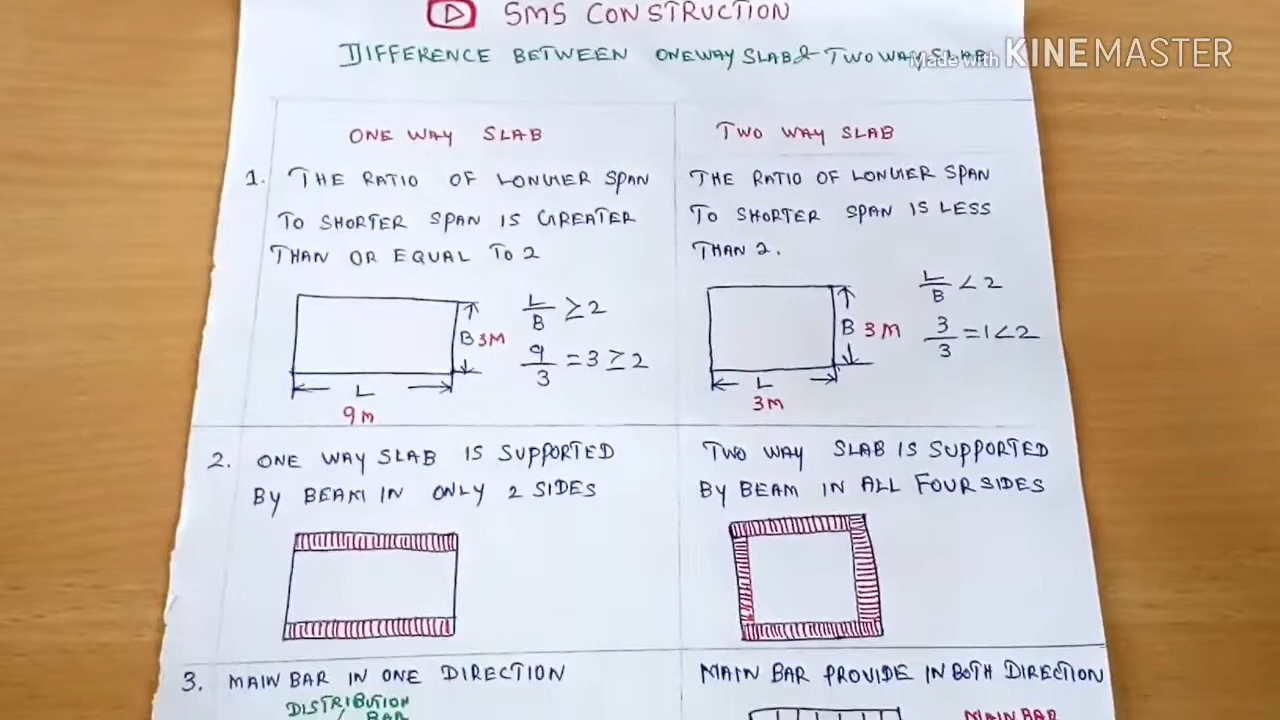 SMS CONSTRUCTION
DIFFERENCE BETWEEN ONEWAY SLAB & TWO WAY SLAB
Made with KINEMASTER
ONE WAY SLAB
TWO WAY SLAB
1. THE RATIO OF LONGER SPAN
TO SHORTER SPAN IS GREATER
THAN OR EQUAL TO 2
B 3M
L
9M
L/B ≥ 2
9/3 = 3 ≥ 2
THE RATIO OF LONGER SPAN
TO SHORTER SPAN IS LESS
THAN 2.
B 3M
L
3M
L/B < 2
3/3 = 1 < 2
2. ONE WAY SLAB IS SUPPORTED
BY BEAM IN ONLY 2 SIDES
TWO WAY SLAB IS SUPPORTED
BY BEAM IN ALL FOUR SIDES
3. MAIN BAR IN ONE DIRECTION
DISTRIBUTION
BAR
MAIN BAR PROVIDE IN BOTH DIRECTION
MAIN BAR